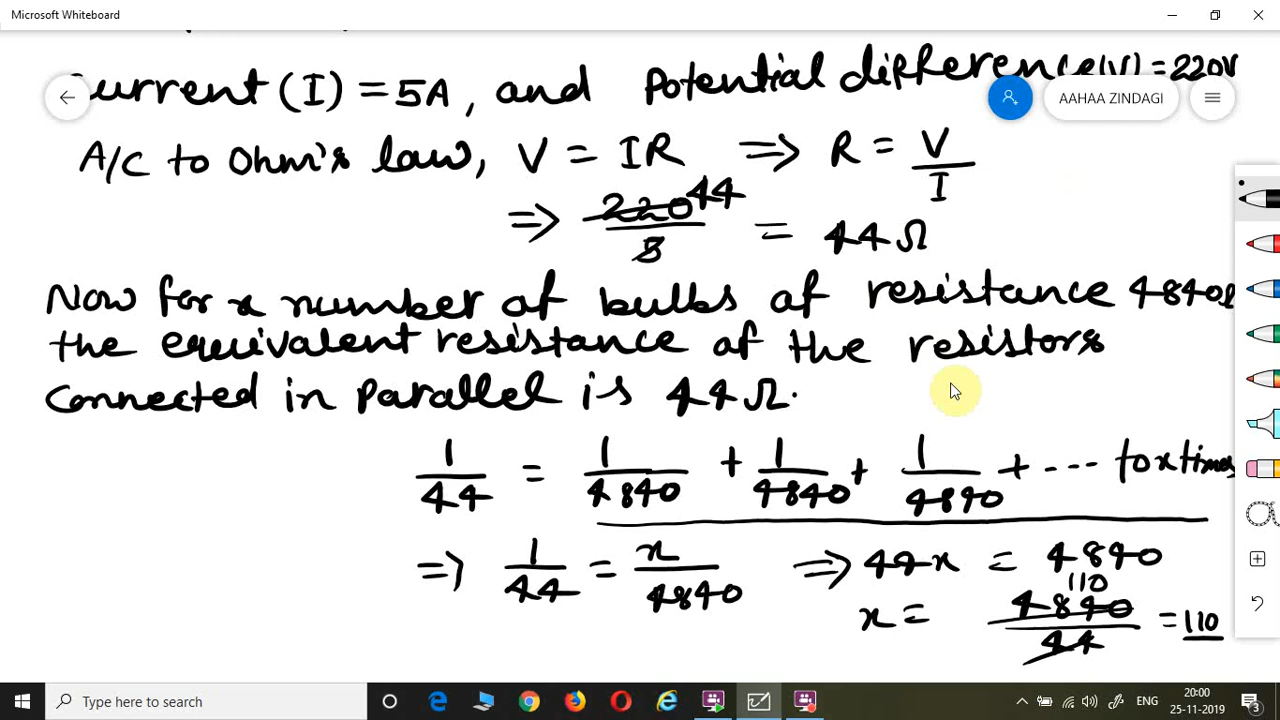 Microsoft Whiteboard
Current (I) = 5A, and Potential difference (V) = 220V
AAHAA ZINDAGI
A/C to Ohm's law, V = IR ⇒ R = V/I
⇒ 220/5 44 = 44Ω
Now for x number of bulbs of resistance 4840Ω
the equivalent resistance of the resistors
connected in parallel is 44Ω.
1/44 = 1/4840 + 1/4840 + 1/4840 + --- to x times
⇒ 1/44 = x/4840 ⇒ 44x = 4840
x = 4840/44 110 = 110
Type here to search
ENG
20:00
25-11-2019
3